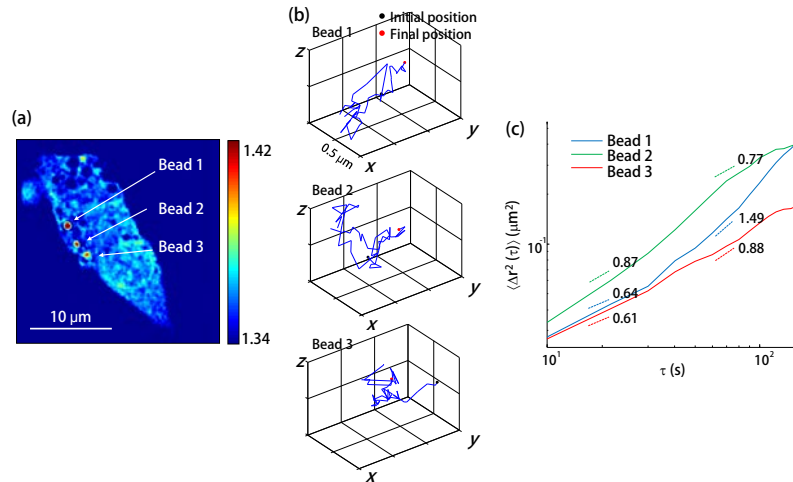 (a)
Bead 1
Bead 2
Bead 3
10 μm
1.42
1.34
(b)
Initial position
Final position
Bead 1
z
0.5 μm
x
y
Bead 2
z
x
y
Bead 3
z
x
y
(c)
Bead 1
Bead 2
Bead 3
0.77
1.49
0.88
0.87
0.64
0.61
⟨Δr² (τ)⟩ (μm²)
10⁻¹
10¹
10²
τ (s)